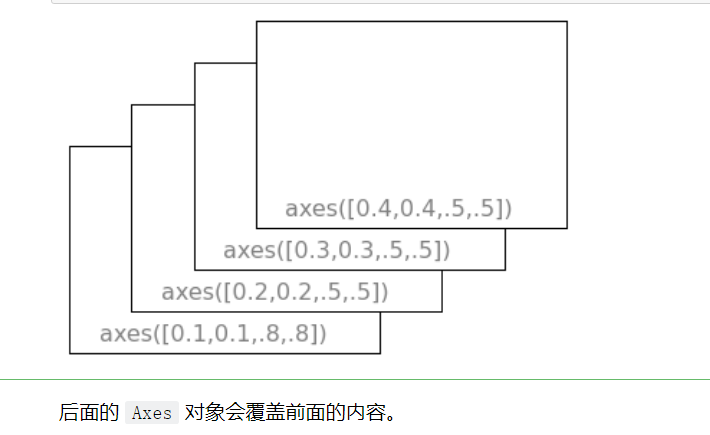 axes([0.4,0.4,.5,.5])
axes([0.3,0.3,.5,.5])
axes([0.2,0.2,.5,.5])
axes([0.1,0.1,.8,.8])
后面的 Axes 对象会覆盖前面的内容。